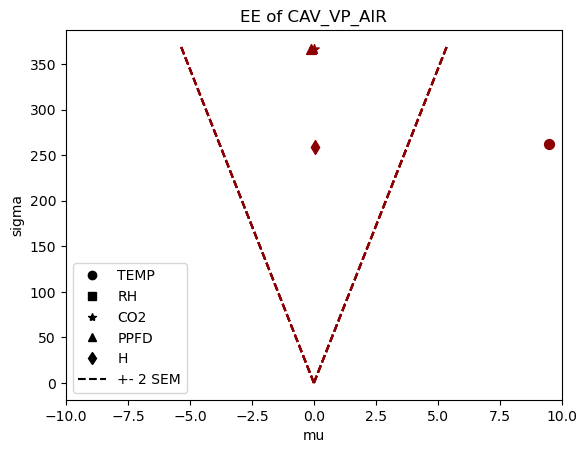 EE of CAV_VP_AIR
sigma
350
300
250
200
150
100
50
0
TEMP
RH
CO2
PPFD
H
+- 2 SEM
−10.0 −7.5 −5.0 −2.5 0.0 2.5 5.0 7.5 10.0
mu